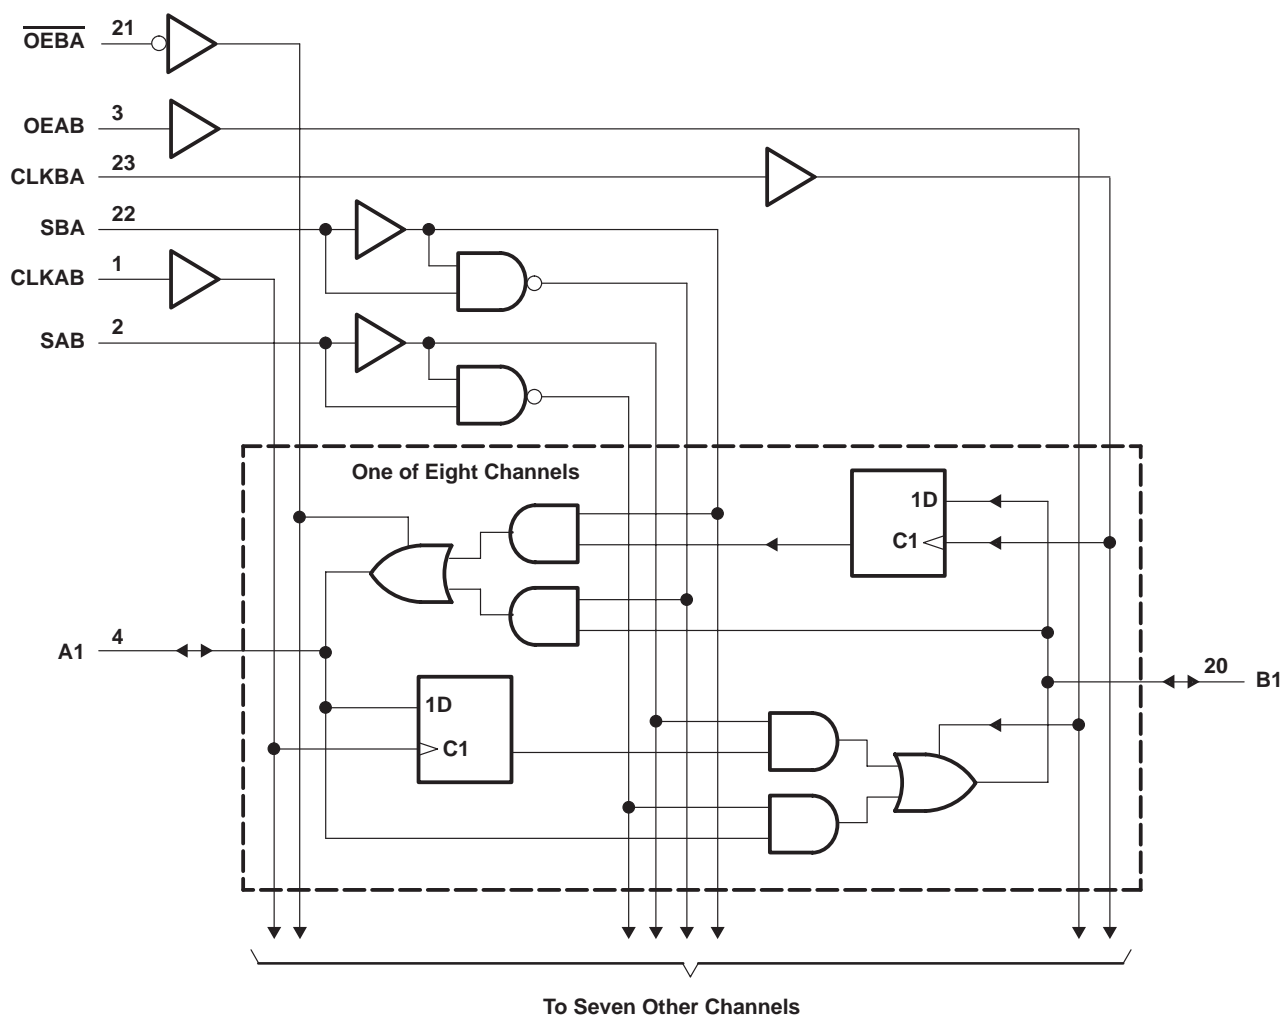 OEBA 21
OEAB 3
CLKBA 23
SBA 22
CLKAB 1
SAB 2
One of Eight Channels
1D
C1
A1 4
20 B1
1D
C1
To Seven Other Channels